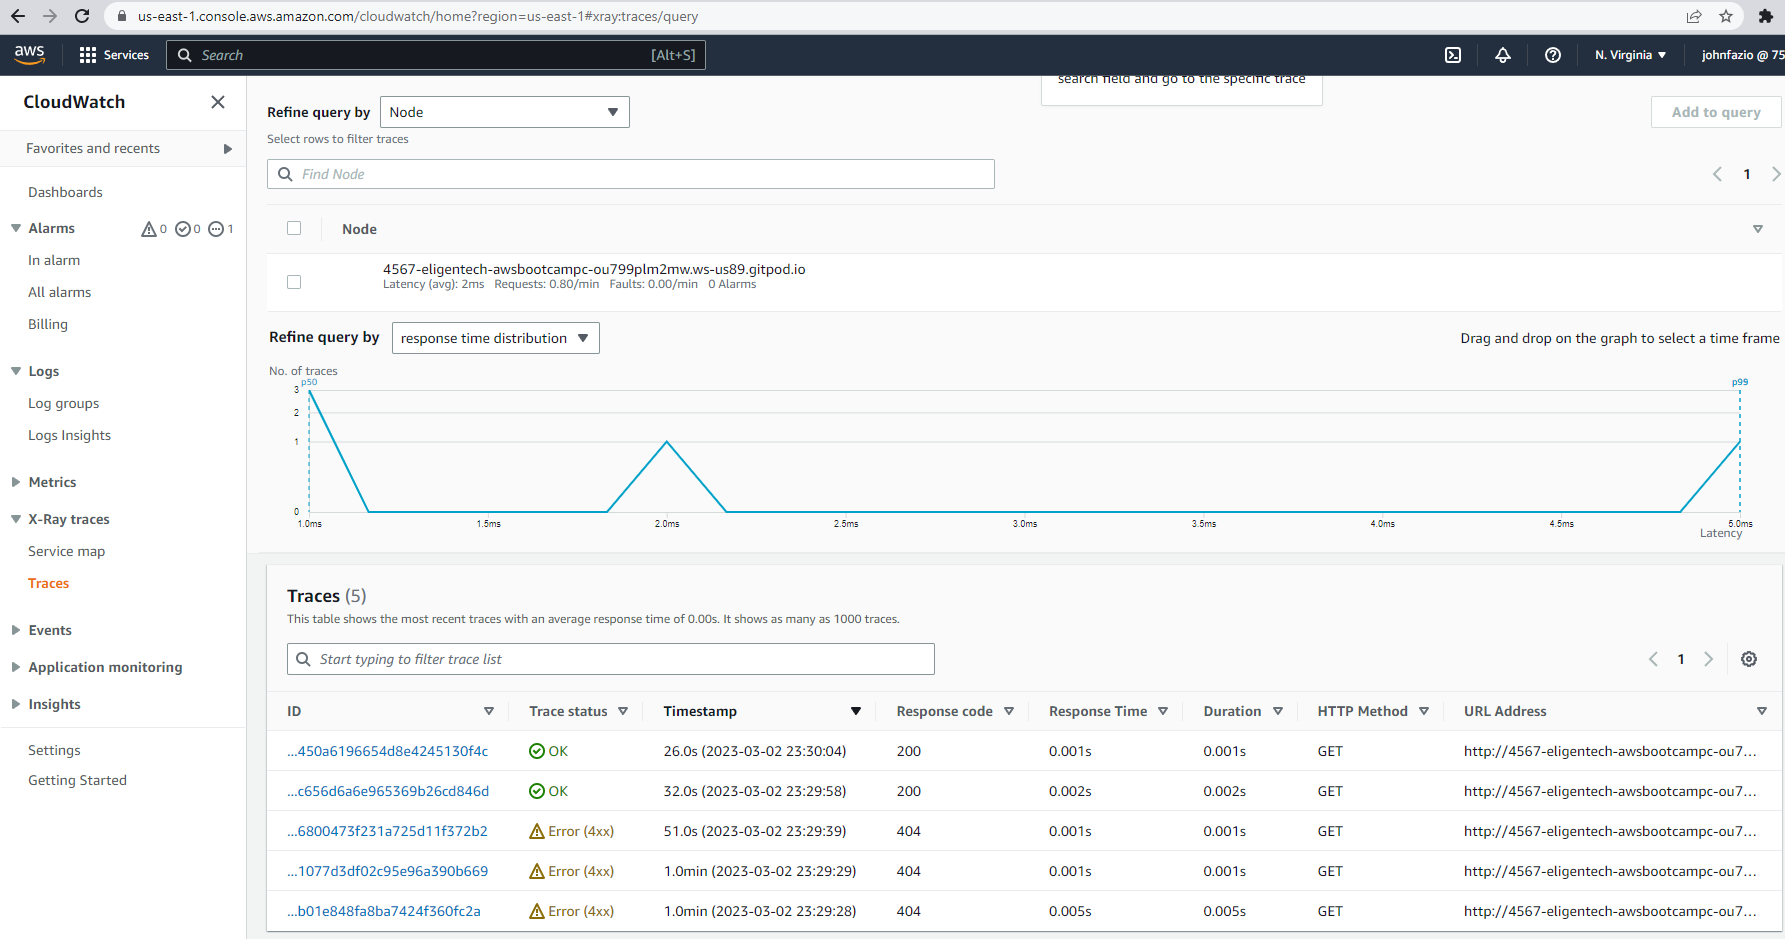 us-east-1.console.aws.amazon.com/cloudwatch/home?region=us-east-1#xray:traces/query
aws Services Search [Alt+S] N. Virginia johnfazio @ 75
CloudWatch
Favorites and recents
Dashboards
Alarms 0 0 1
In alarm
All alarms
Billing
Logs
Log groups
Logs Insights
Metrics
X-Ray traces
Service map
Traces
Events
Application monitoring
Insights
Settings
Getting Started
search field and go to the specific trace
Refine query by Node Add to query
Select rows to filter traces
Find Node 1
Node
4567-eligentech-awsbootcampc-ou799plm2mw.ws-us89.gitpod.io
Latency (avg): 2ms Requests: 0.80/min Faults: 0.00/min 0 Alarms
Refine query by response time distribution Drag and drop on the graph to select a time frame
No. of traces
p50 p99
3
2
1
0
1.0ms 1.5ms 2.0ms 2.5ms 3.0ms 3.5ms 4.0ms 4.5ms 5.0ms
Latency
Traces (5)
This table shows the most recent traces with an average response time of 0.00s. It shows as many as 1000 traces.
Start typing to filter trace list 1
ID Trace status Timestamp Response code Response Time Duration HTTP Method URL Address
...450a6196654d8e4245130f4c OK 26.0s (2023-03-02 23:30:04) 200 0.001s 0.001s GET http://4567-eligentech-awsbootcampc-ou7...
...c656d6a6e965369b26cd846d OK 32.0s (2023-03-02 23:29:58) 200 0.002s 0.002s GET http://4567-eligentech-awsbootcampc-ou7...
...6800473f231a725d11f372b2 Error (4xx) 51.0s (2023-03-02 23:29:39) 404 0.001s 0.001s GET http://4567-eligentech-awsbootcampc-ou7...
...1077d3df02c95e96a390b669 Error (4xx) 1.0min (2023-03-02 23:29:29) 404 0.001s 0.001s GET http://4567-eligentech-awsbootcampc-ou7...
...b01e848fa8ba7424f360fc2a Error (4xx) 1.0min (2023-03-02 23:29:28) 404 0.005s 0.005s GET http://4567-eligentech-awsbootcampc-ou7...